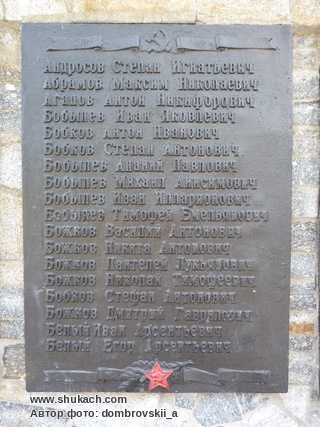 Андросов Степан Игнатьевич
Абрамов Максим Николаевич
Агапов Антон Никифорович
Бобылев Иван Яковлевич
Бобков Антон Иванович
Бобков Степан Антонович
Бобылев Ананий Павлович
Бобылев Михаил Анисимович
Бобылев Иван Илларионович
Бобылев Тимофей Емельянович
Божков Василий Антонович
Божков Никита Антонович
Божков Пантелей Лукьянович
Божков Николай Тимофеевич
Бобков Стефан Антонович
Божков Дмитрий Гаврилович
Белый Иван Арсентьевич
Белый Егор Арсентьевич
www.shukach.com
Автор фото: dombrovskii_a